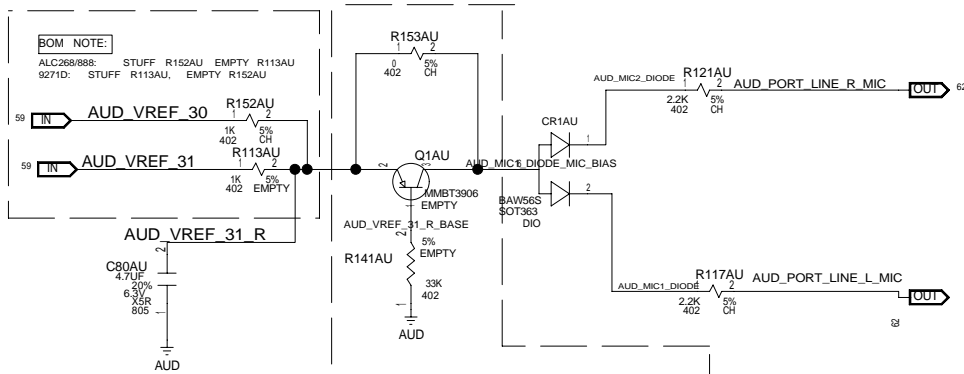 BOM NOTE:
ALC268/888: STUFF R152AU EMPTY R113AU
9271D: STUFF R113AU, EMPTY R152AU
59 IN AUD_VREF_30
R152AU
1 2
1K 5%
402 CH
59 IN AUD_VREF_31
R113AU
1 2
1K 5%
402 EMPTY
AUD_VREF_31_R
2
C80AU
4.7UF
20%
6.3V
X5R
805
1
AUD
R153AU
1 2
0 5%
402 CH
Q1AU
2 3
1
MMBT3906
EMPTY
AUD_VREF_31_R_BASE
2
5%
EMPTY
R141AU
33K
402
1
AUD
AUD_MIC1_DIODE_MIC_BIAS
6
CR1AU
1
2
BAW56S
SOT363
DIO
AUD_MIC2_DIODE
R121AU
1 2
2.2K 5%
402 CH
AUD_PORT_LINE_R_MIC
OUT 62
AUD_MIC1_DIODE
R117AU
1 2
2.2K 5%
402 CH
AUD_PORT_LINE_L_MIC
OUT
62